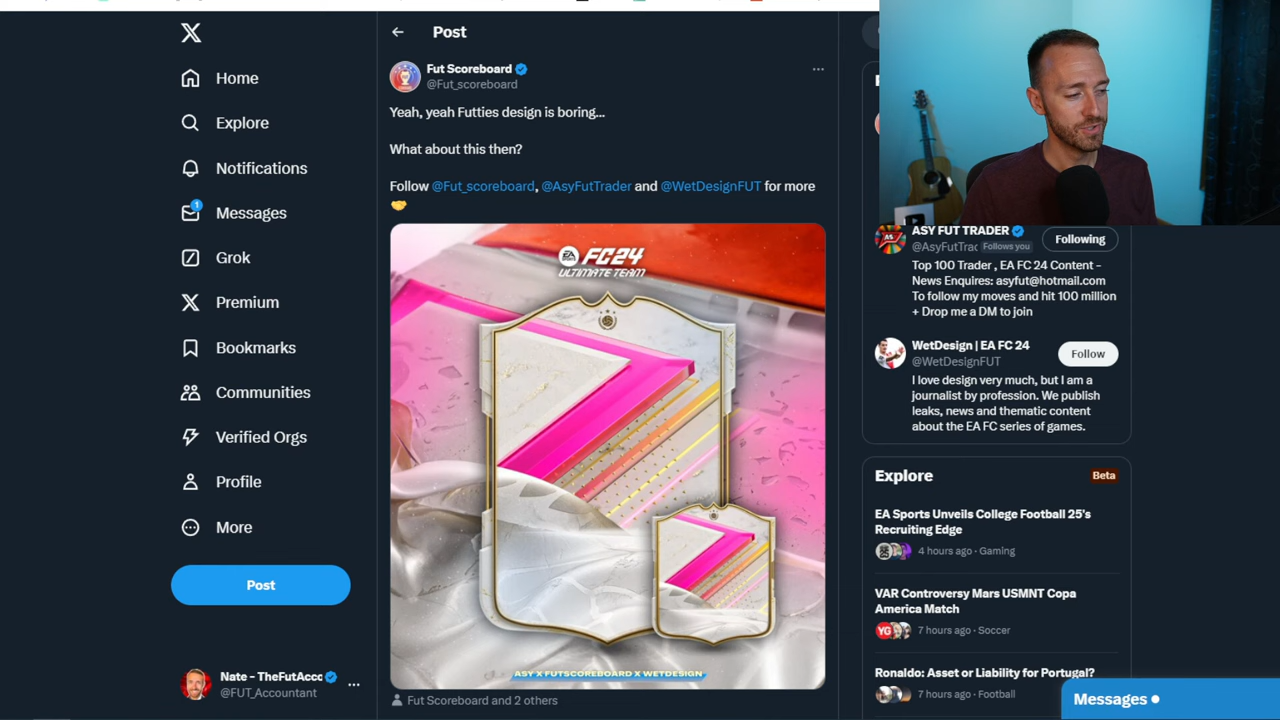 Home
Explore
Notifications
1
Messages
Grok
Premium
Bookmarks
Communities
Verified Orgs
Profile
More
Post
Nate - TheFutAccc
@FUT_Accountant
Post
Fut Scoreboard
@Fut_scoreboard
Yeah, yeah Futties design is boring...
What about this then?
Follow @Fut_scoreboard, @AsyFutTrader and @WetDesignFUT for more
EA SPORTS FC24
ULTIMATE TEAM
ASY X FUTSCOREBOARD X WETDESIGN
Fut Scoreboard and 2 others
AS
ASY FUT TRADER
@AsyFutTrac Follows you
Following
Top 100 Trader , EA FC 24 Content -
News Enquires: asyfut@hotmail.com
To follow my moves and hit 100 million
+ Drop me a DM to join
WetDesign | EA FC 24
@WetDesignFUT
Follow
I love design very much, but I am a
journalist by profession. We publish
leaks, news and thematic content
about the EA FC series of games.
Explore
Beta
EA Sports Unveils College Football 25's
Recruiting Edge
4 hours ago · Gaming
VAR Controversy Mars USMNT Copa
America Match
YG
7 hours ago · Soccer
Ronaldo: Asset or Liability for Portugal?
7 hours ago · Football
Messages